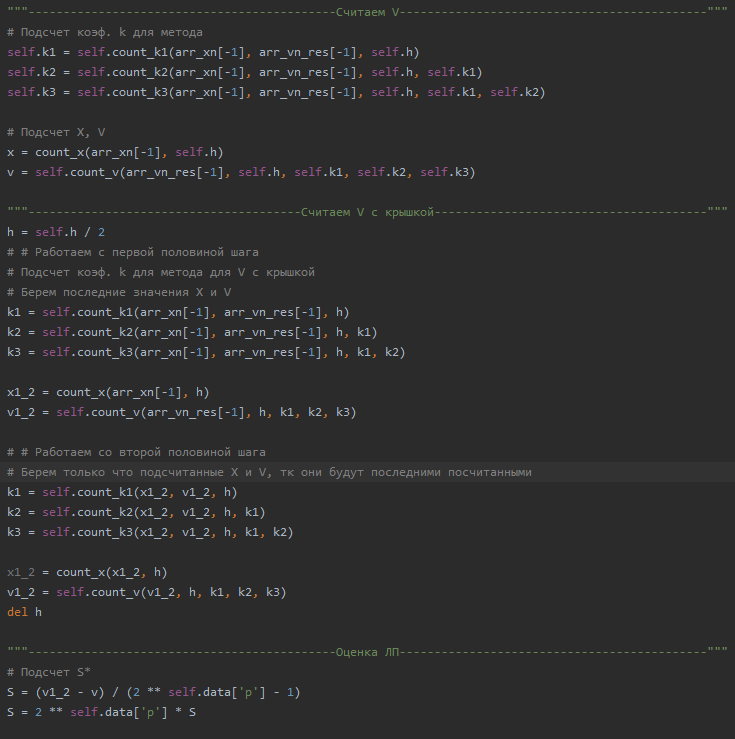 """--------------------------------------------Считаем V--------------------------------------------"""
# Подсчет коэф. k для метода
self.k1 = self.count_k1(arr_xn[-1], arr_vn_res[-1], self.h)
self.k2 = self.count_k2(arr_xn[-1], arr_vn_res[-1], self.h, self.k1)
self.k3 = self.count_k3(arr_xn[-1], arr_vn_res[-1], self.h, self.k1, self.k2)
# Подсчет X, V
x = count_x(arr_xn[-1], self.h)
v = self.count_v(arr_vn_res[-1], self.h, self.k1, self.k2, self.k3)
"""---------------------------------------Считаем V с крышкой---------------------------------------"""
h = self.h / 2
# # Работаем с первой половиной шага
# Подсчет коэф. k для метода для V с крышкой
# Берем последние значения X и V
k1 = self.count_k1(arr_xn[-1], arr_vn_res[-1], h)
k2 = self.count_k2(arr_xn[-1], arr_vn_res[-1], h, k1)
k3 = self.count_k3(arr_xn[-1], arr_vn_res[-1], h, k1, k2)
x1_2 = count_x(arr_xn[-1], h)
v1_2 = self.count_v(arr_vn_res[-1], h, k1, k2, k3)
# # Работаем со второй половиной шага
# Берем только что подсчитанные X и V, тк они будут последними посчитанными
k1 = self.count_k1(x1_2, v1_2, h)
k2 = self.count_k2(x1_2, v1_2, h, k1)
k3 = self.count_k3(x1_2, v1_2, h, k1, k2)
x1_2 = count_x(x1_2, h)
v1_2 = self.count_v(v1_2, h, k1, k2, k3)
del h
"""--------------------------------------------Оценка ЛП--------------------------------------------"""
# Подсчет S*
S = (v1_2 - v) / (2 ** self.data['p'] - 1)
S = 2 ** self.data['p'] * S